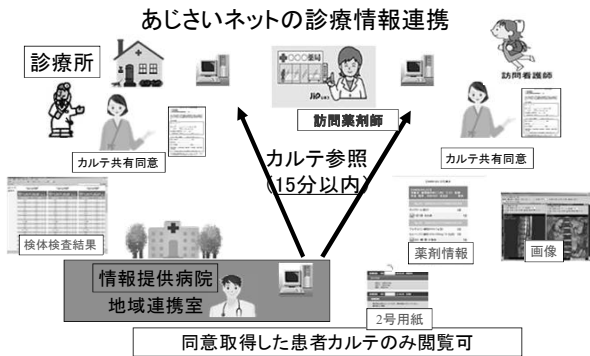 あじさいネットの診療情報連携
診療所
○○○薬局
訪問薬剤師
訪問看護師
カルテ共有同意
カルテ参照
(15分以内)
カルテ共有同意
検体検査結果
薬剤情報
画像
情報提供病院
地域連携室
2号用紙
同意取得した患者カルテのみ閲覧可